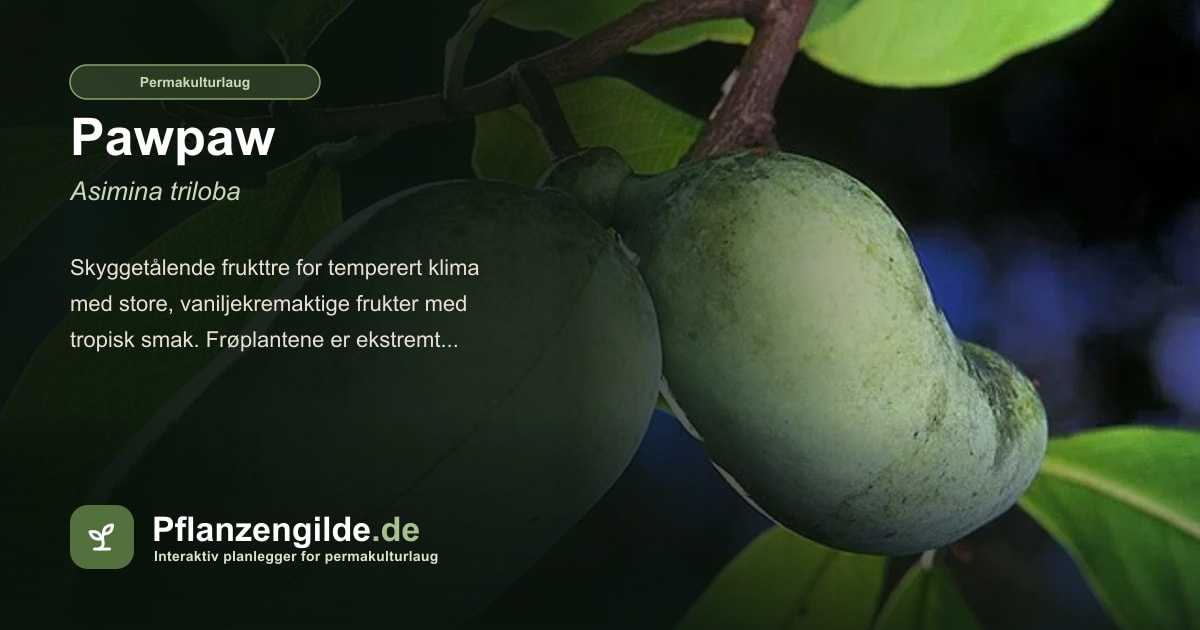 Permakulturlaug
Pawpaw
Asimina triloba
Skyggetålende frukttre for temperert klima
med store, vaniljekremaktige frukter med
tropisk smak. Frøplantene er ekstremt...
Pflanzengilde.de
Interaktiv planlegger for permakulturlaug